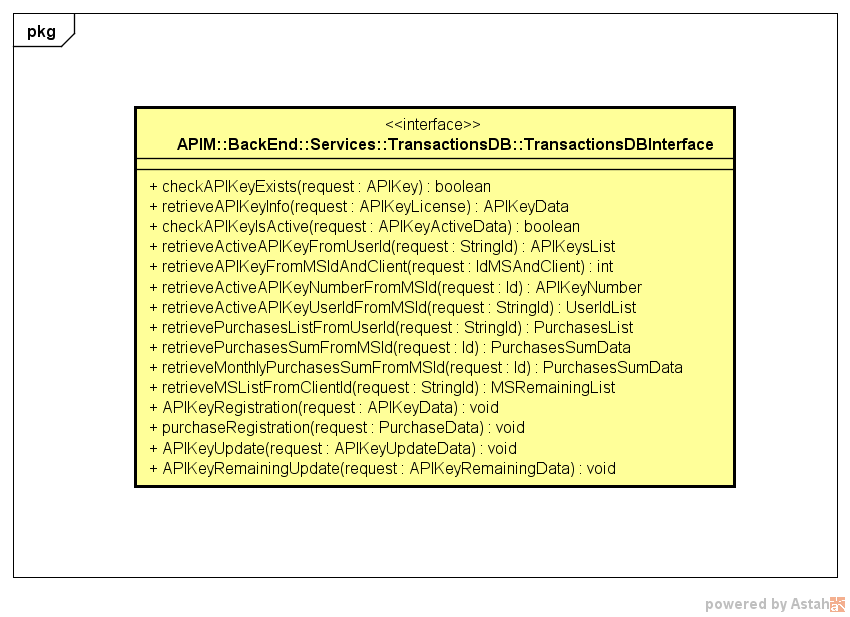 pkg
<<interface>>
APIM::BackEnd::Services::TransactionsDB::TransactionsDBInterface
+ checkAPIKeyExists(request : APIKey) : boolean
+ retrieveAPIKeyInfo(request : APIKeyLicense) : APIKeyData
+ checkAPIKeyIsActive(request : APIKeyActiveData) : boolean
+ retrieveActiveAPIKeyFromUserId(request : StringId) : APIKeysList
+ retrieveAPIKeyFromMSIdAndClient(request : IdMSAndClient) : int
+ retrieveActiveAPIKeyNumberFromMSId(request : Id) : APIKeyNumber
+ retrieveActiveAPIKeyUserIdFromMSId(request : StringId) : UserIdList
+ retrievePurchasesListFromUserId(request : StringId) : PurchasesList
+ retrievePurchasesSumFromMSId(request : Id) : PurchasesSumData
+ retrieveMonthlyPurchasesSumFromMSId(request : Id) : PurchasesSumData
+ retrieveMSListFromClientId(request : StringId) : MSRemainingList
+ APIKeyRegistration(request : APIKeyData) : void
+ purchaseRegistration(request : PurchaseData) : void
+ APIKeyUpdate(request : APIKeyUpdateData) : void
+ APIKeyRemainingUpdate(request : APIKeyRemainingData) : void
powered by Astah